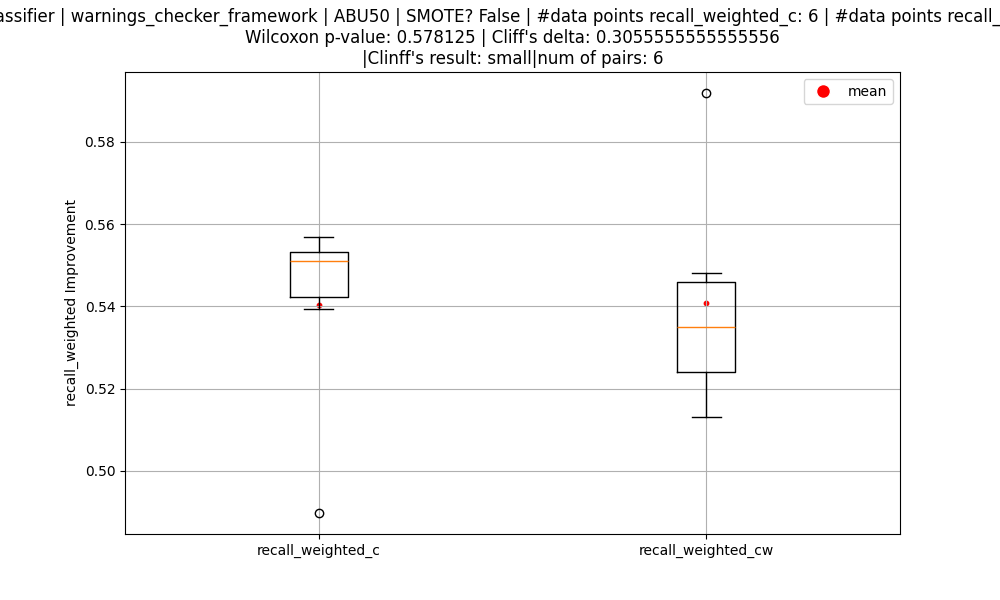 assifier | warnings_checker_framework | ABU50 | SMOTE? False | #data points recall_weighted_c: 6 | #data points recall_
Wilcoxon p-value: 0.578125 | Cliff's delta: 0.3055555555555556
|Clinff's result: small|num of pairs: 6
mean
0.58
0.56
0.54
0.52
0.50
recall_weighted Improvement
recall_weighted_c
recall_weighted_cw